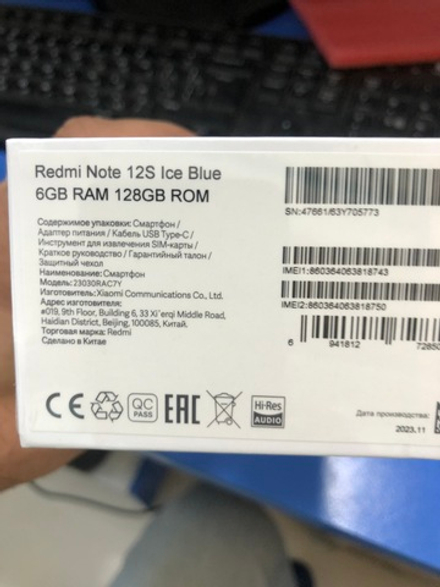 Redmi Note 12S Ice Blue
6GB RAM 128GB ROM
Содержимое упаковки: Смартфон /
Адаптер питания / Кабель USB Type-C /
Инструмент для извлечения SIM-карты /
Краткое руководство / Гарантийный талон /
Защитный чехол
Наименование: Смартфон
Модель: 23030RAC7Y
Изготовитель: Xiaomi Communications Co., Ltd.
Адрес изготовителя:
#019, 9th Floor, Building 6, 33 Xi'erqi Middle Road,
Haidian District, Beijing, 100085, Китай.
Торговая марка: Redmi
Сделано в Китае
SN:47661/63Y705773
IMEI1:860364063818743
IMEI2:860364063818750
6 941812
CE
QC
PASS
EAC
Hi-Res
AUDIO
Дата производства:
2023.11